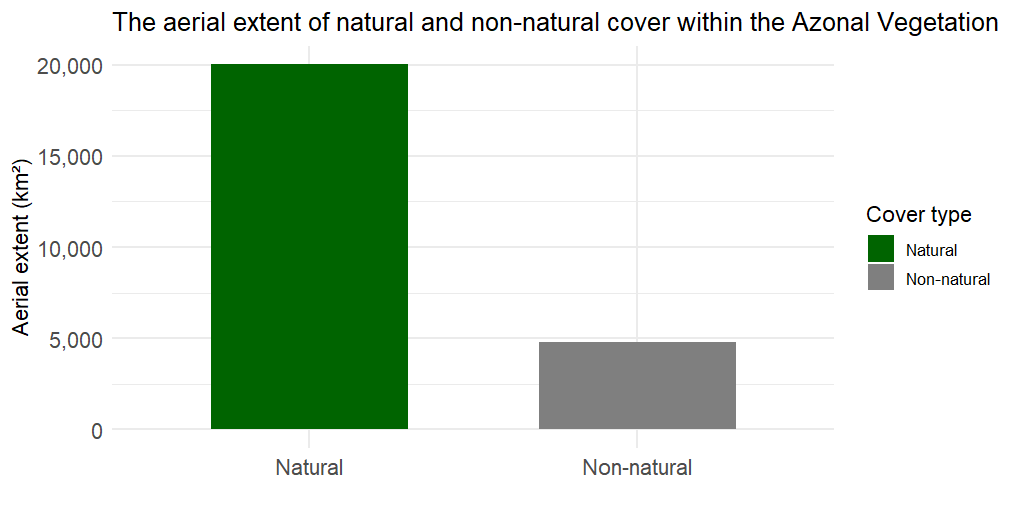 The aerial extent of natural and non-natural cover within the Azonal Vegetation
Aerial extent (km²)
20,000
15,000
10,000
5,000
0
Natural
Non-natural
Cover type
Natural
Non-natural